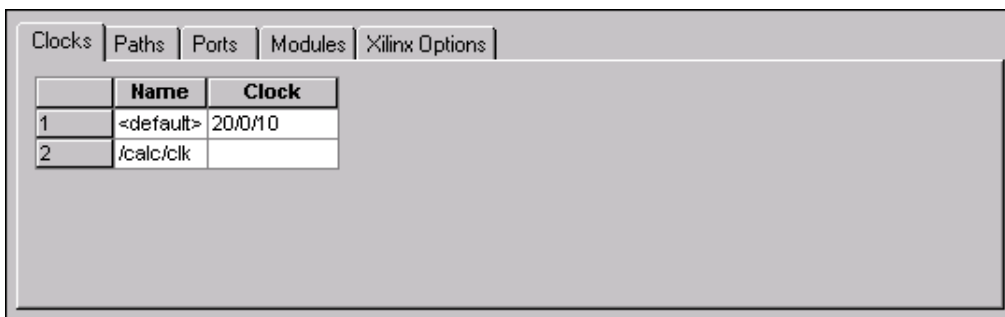 Clocks Paths Ports Modules Xilinx Options
Name Clock
1 <default> 20/0/10
2 /calc/clk